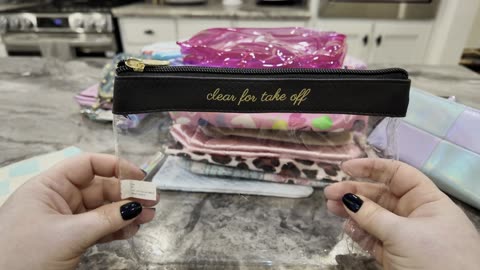 clear for take off